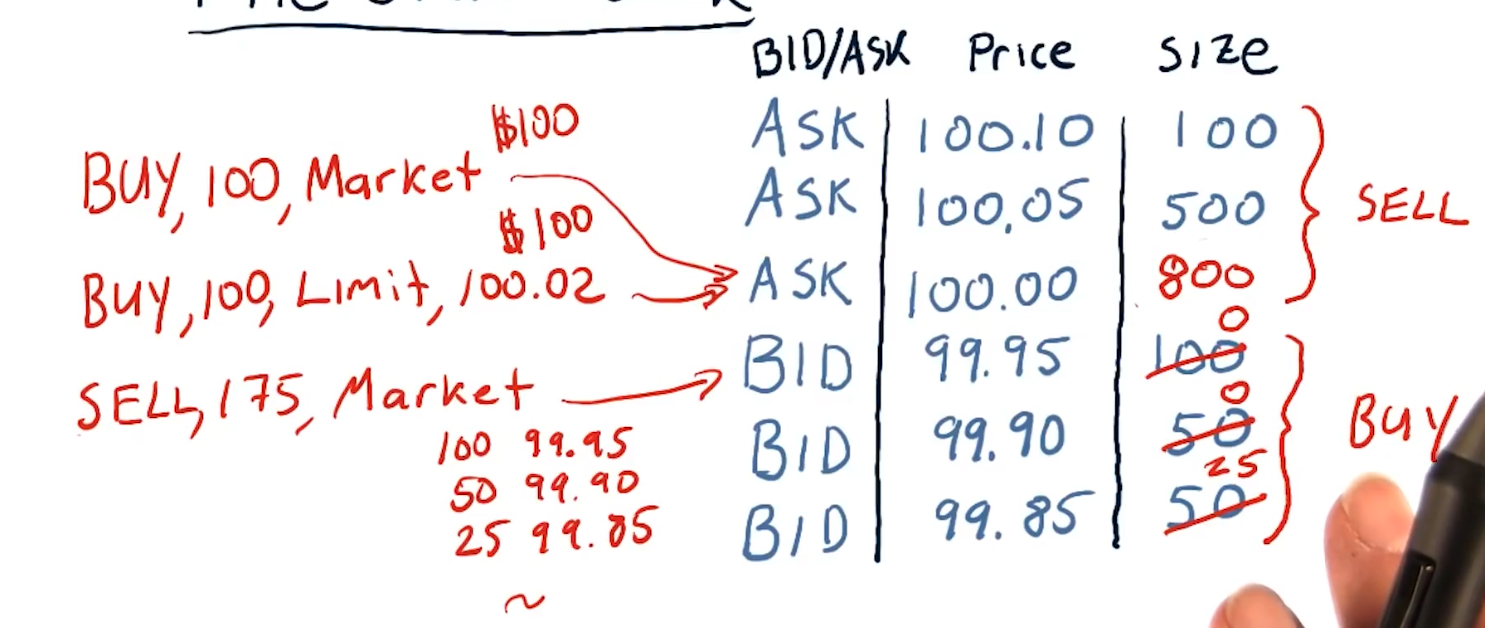 BID/ASK Price SIZE
$100
BUY, 100, Market
$100
BUY, 100, LIMIT, 100.02
SELL, 175, Market
100 99.95
50 99.90
25 99.85
~
ASK 100.10 100
ASK 100.05 500
ASK 100.00 800
BID 99.95 100 0
BID 99.90 50 0
BID 99.85 50 25
SELL
BUY